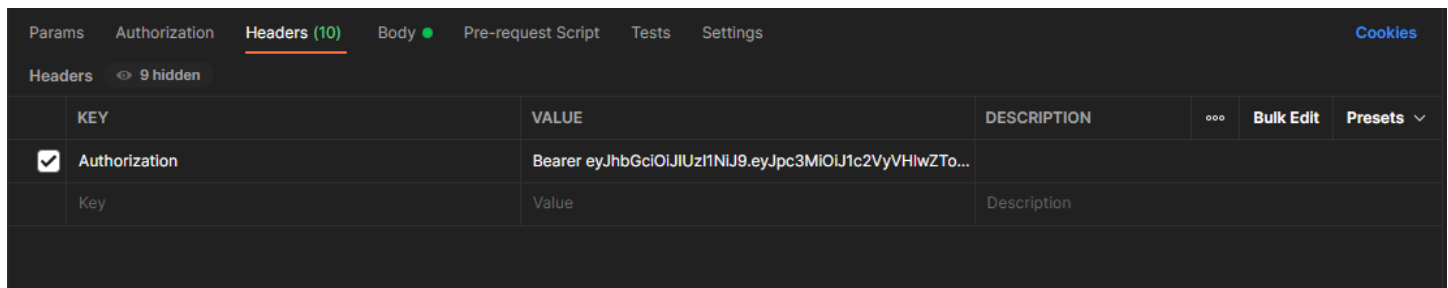 Params Authorization Headers (10) Body Pre-request Script Tests Settings Cookies
Headers 9 hidden
KEY VALUE DESCRIPTION ooo Bulk Edit Presets
Authorization Bearer eyJhbGciOiJIUzI1NiJ9.eyJpc3MiOiJ1c2VyVHlwZTo...
Key Value Description